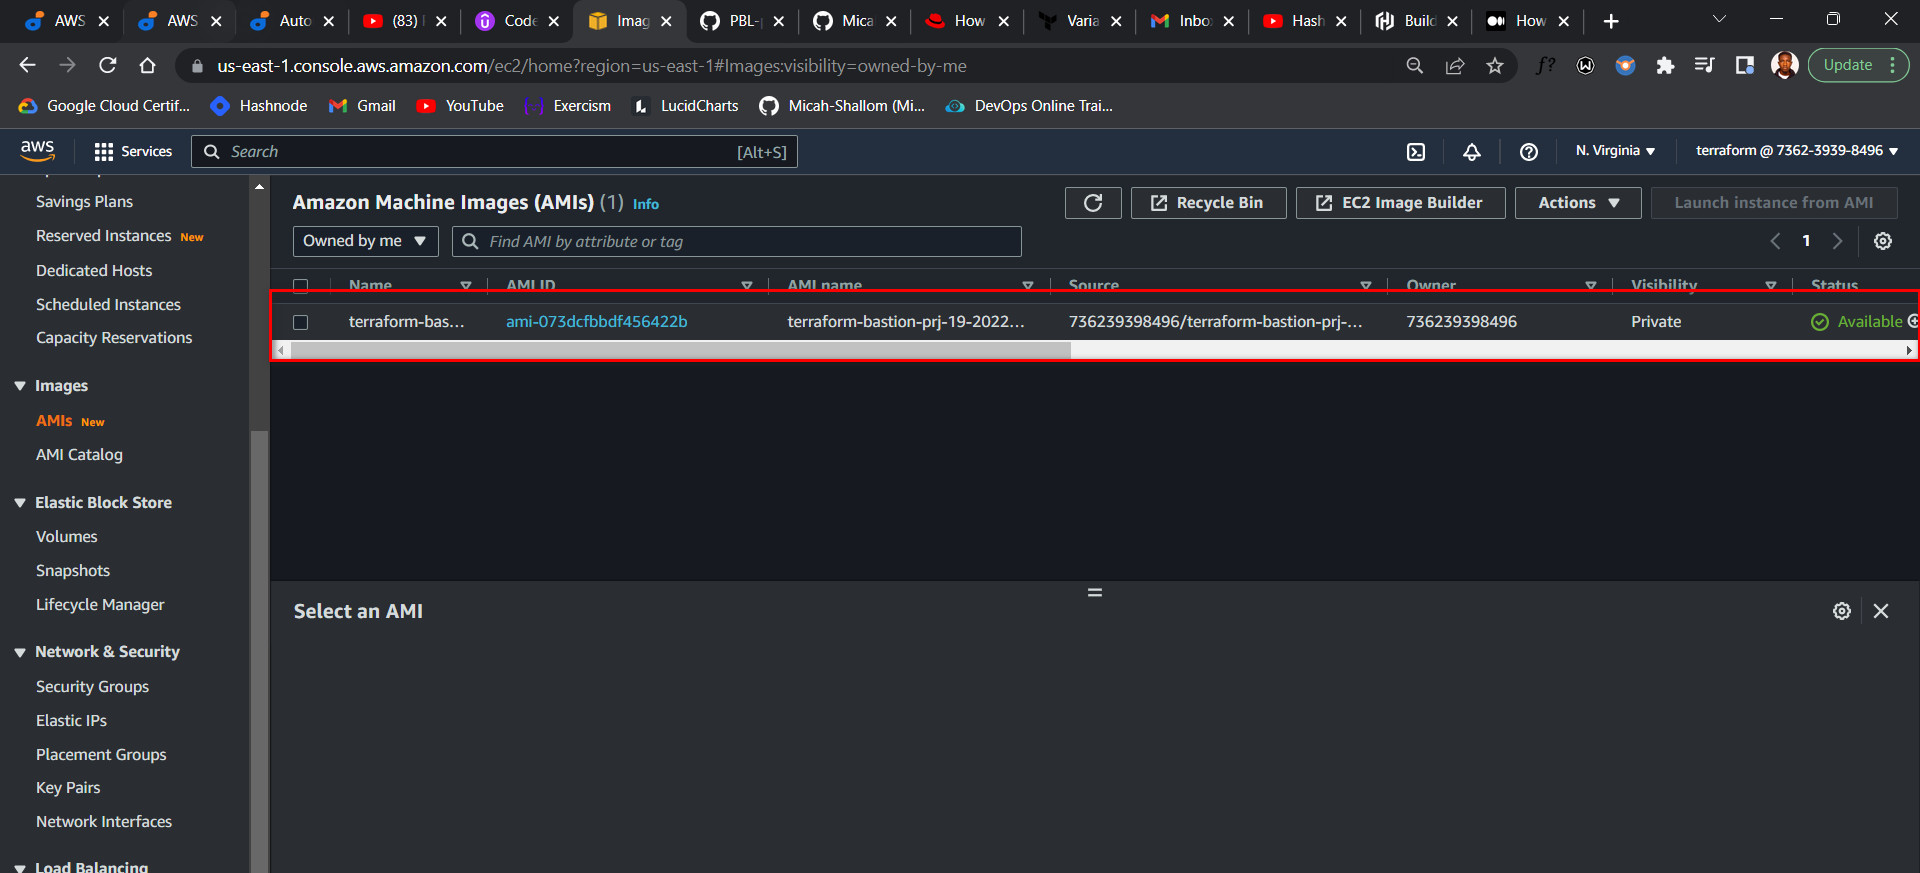 AWS
AWS
Auto
(83)
Code
Imag
PBL-
Mica
How
Varia
Inbo
Hash
Build
How
us-east-1.console.aws.amazon.com/ec2/home?region=us-east-1#Images:visibility=owned-by-me
f?
Update
Google Cloud Certif...
Hashnode
Gmail
YouTube
Exercism
LucidCharts
Micah-Shallom (Mi...
DevOps Online Trai...
aws
Services
Search
[Alt+S]
N. Virginia
terraform @ 7362-3939-8496
Savings Plans
Reserved Instances New
Dedicated Hosts
Scheduled Instances
Capacity Reservations
Images
AMIs New
AMI Catalog
Elastic Block Store
Volumes
Snapshots
Lifecycle Manager
Network & Security
Security Groups
Elastic IPs
Placement Groups
Key Pairs
Network Interfaces
Load Balancing
Amazon Machine Images (AMIs) (1) Info
Recycle Bin
EC2 Image Builder
Actions
Launch instance from AMI
Owned by me
Find AMI by attribute or tag
1
Name
AMI ID
AMI name
Source
Owner
Visibility
Status
terraform-bas...
ami-073dcfbbdf456422b
terraform-bastion-prj-19-2022...
736239398496/terraform-bastion-prj-...
736239398496
Private
Available
Select an AMI